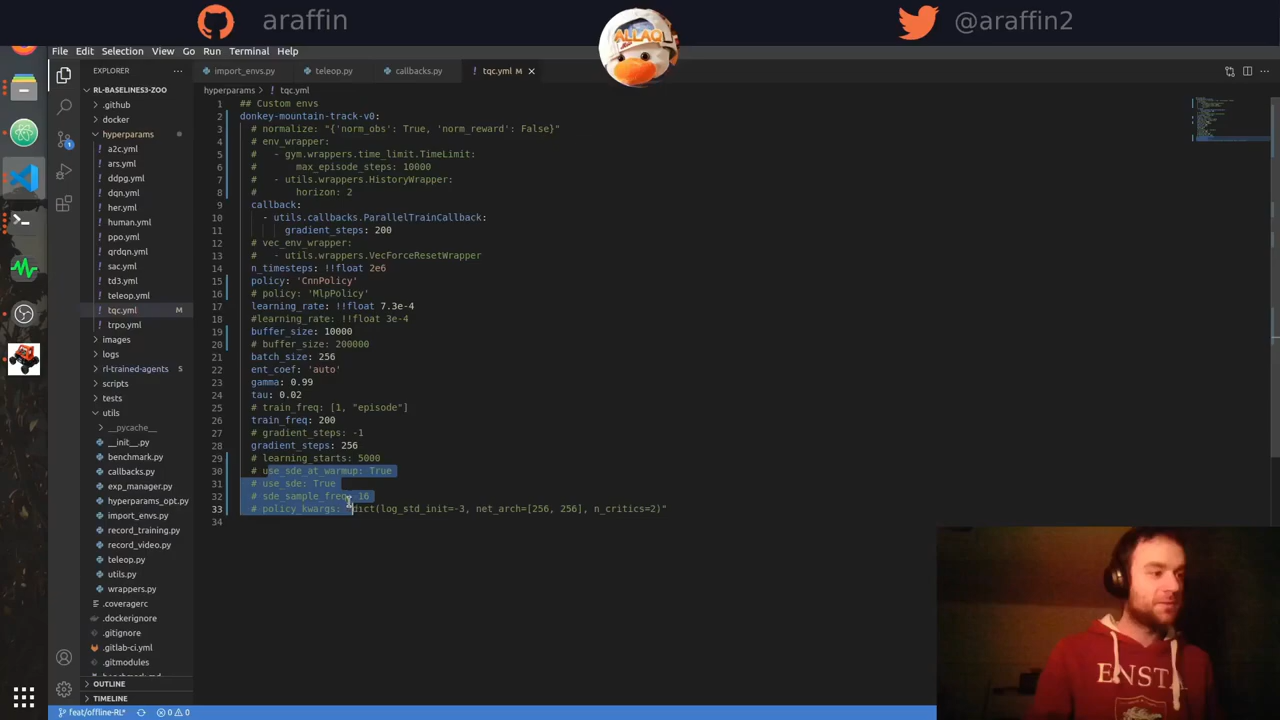 araffin
ALLAQL
@araffin2
File Edit Selection View Go Run Terminal Help
EXPLORER
import_envs.py
teleop.py
callbacks.py
tqc.yml M
RL-BASELINES3-ZOO
hyperparams > tqc.yml
.github
docker
hyperparams
a2c.yml
ars.yml
ddpg.yml
dqn.yml
her.yml
human.yml
ppo.yml
qrdqn.yml
sac.yml
td3.yml
teleop.yml
tqc.yml M
trpo.yml
images
logs
rl-trained-agents S
scripts
tests
utils
__pycache__
__init__.py
benchmark.py
callbacks.py
exp_manager.py
hyperparams_opt.py
import_envs.py
record_training.py
record_video.py
teleop.py
utils.py
wrappers.py
.coveragerc
.dockerignore
.gitignore
.gitlab-ci.yml
.gitmodules
OUTLINE
TIMELINE
1 ## Custom envs
2 donkey-mountain-track-v0:
3 # normalize: "{'norm_obs': True, 'norm_reward': False}"
4 # env_wrapper:
5 # - gym.wrappers.time_limit.TimeLimit:
6 # max_episode_steps: 10000
7 # - utils.wrappers.HistoryWrapper:
8 # horizon: 2
9 callback:
10 - utils.callbacks.ParallelTrainCallback:
11 gradient_steps: 200
12 # vec_env_wrapper:
13 # - utils.wrappers.VecForceResetWrapper
14 n_timesteps: !!float 2e6
15 policy: 'CnnPolicy'
16 # policy: 'MlpPolicy'
17 learning_rate: !!float 7.3e-4
18 #learning_rate: !!float 3e-4
19 buffer_size: 10000
20 # buffer_size: 200000
21 batch_size: 256
22 ent_coef: 'auto'
23 gamma: 0.99
24 tau: 0.02
25 # train_freq: [1, "episode"]
26 train_freq: 200
27 # gradient_steps: -1
28 gradient_steps: 256
29 # learning_starts: 5000
30 # use_sde_at_warmup: True
31 # use_sde: True
32 # sde_sample_freq: 16
33 # policy_kwargs: "dict(log_std_init=-3, net_arch=[256, 256], n_critics=2)"
34
feat/offline-RL* 0 0
ENSTA